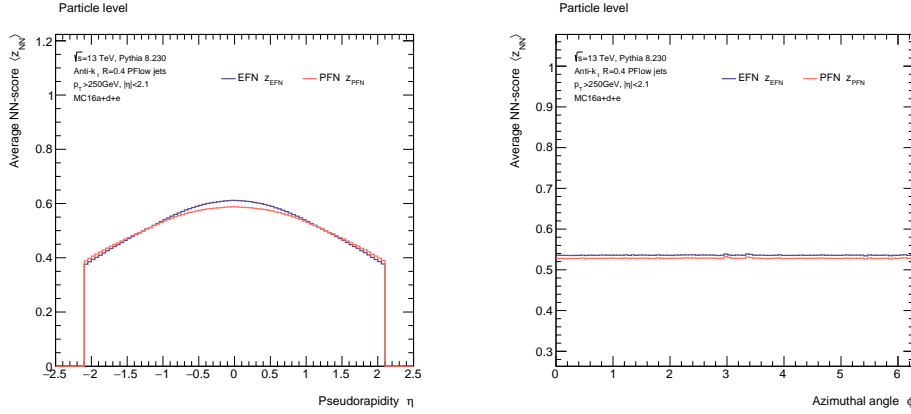 Particle level
Average NN-score ⟨z_NN⟩
√s=13 TeV, Pythia 8.230
Anti-k_t R=0.4 PFlow jets
p_T>250GeV, |η|<2.1
MC16a+d+e
EFN z_EFN
PFN z_PFN
1.2
1
0.8
0.6
0.4
0.2
0
−2.5 −2 −1.5 −1 −0.5 0 0.5 1 1.5 2 2.5
Pseudorapidity η
Particle level
Average NN-score ⟨z_NN⟩
√s=13 TeV, Pythia 8.230
Anti-k_t R=0.4 PFlow jets
p_T>250GeV, |η|<2.1
MC16a+d+e
EFN z_EFN
PFN z_PFN
1
0.9
0.8
0.7
0.6
0.5
0.4
0.3
0 1 2 3 4 5 6
Azimuthal angle ϕ